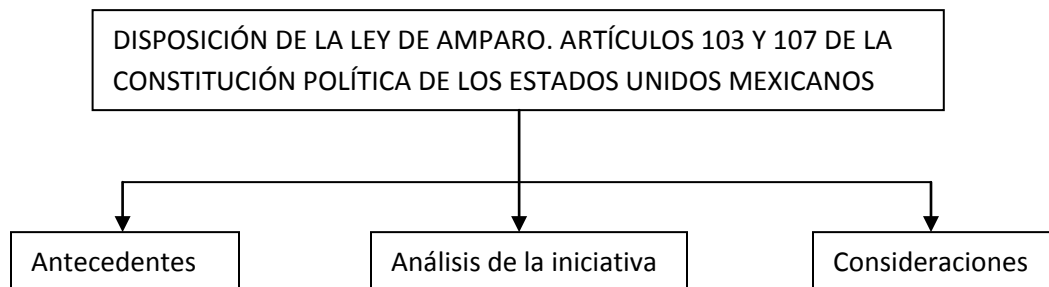 DISPOSICIÓN DE LA LEY DE AMPARO. ARTÍCULOS 103 Y 107 DE LA
CONSTITUCIÓN POLÍTICA DE LOS ESTADOS UNIDOS MEXICANOS
Antecedentes
Análisis de la iniciativa
Consideraciones